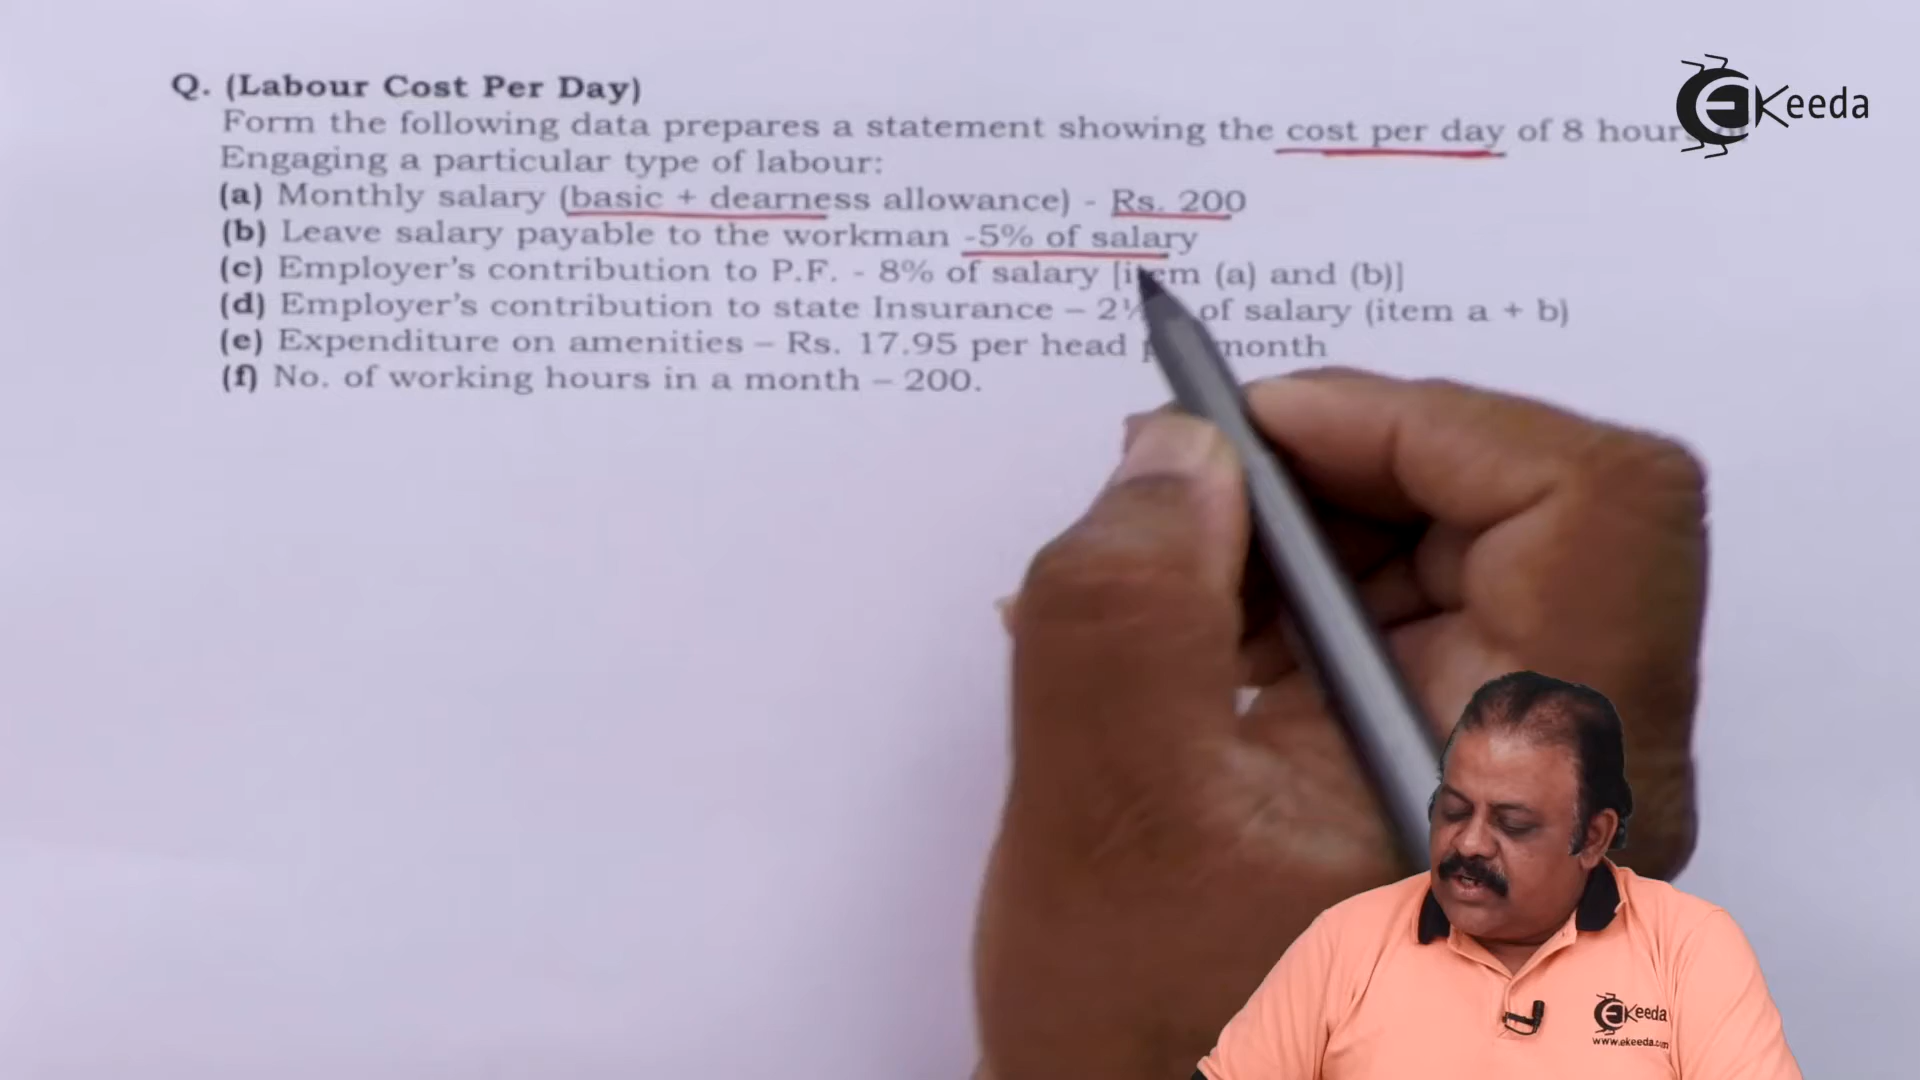 Q. (Labour Cost Per Day)
Form the following data prepares a statement showing the cost per day of 8 hours
Engaging a particular type of labour:
(a) Monthly salary (basic + dearness allowance) - Rs. 200
(b) Leave salary payable to the workman -5% of salary
(c) Employer's contribution to P.F. - 8% of salary [item (a) and (b)]
(d) Employer's contribution to state Insurance – of salary (item a + b)
(e) Expenditure on amenities – Rs. 17.95 per head month
(f) No. of working hours in a month – 200.
EKeeda
EKeeda
www.ekeeda.com